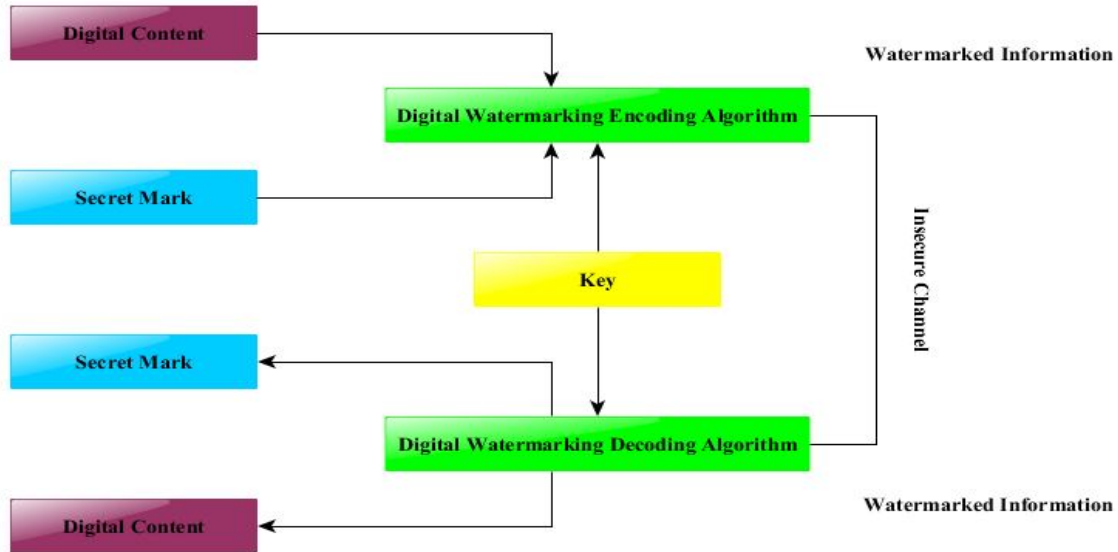 Digital Content
Watermarked Information
Digital Watermarking Encoding Algorithm
Secret Mark
Insecure Channel
Key
Secret Mark
Digital Watermarking Decoding Algorithm
Watermarked Information
Digital Content